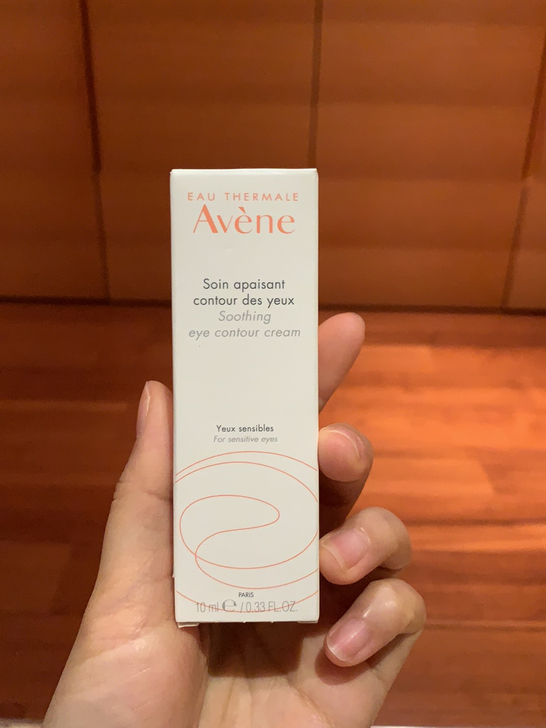 EAU THERMALE
Avène
Soin apaisant
contour des yeux
Soothing
eye contour cream
Yeux sensibles
For sensitive eyes
PARIS
10 ml ℮ / 0.33 FL.OZ.